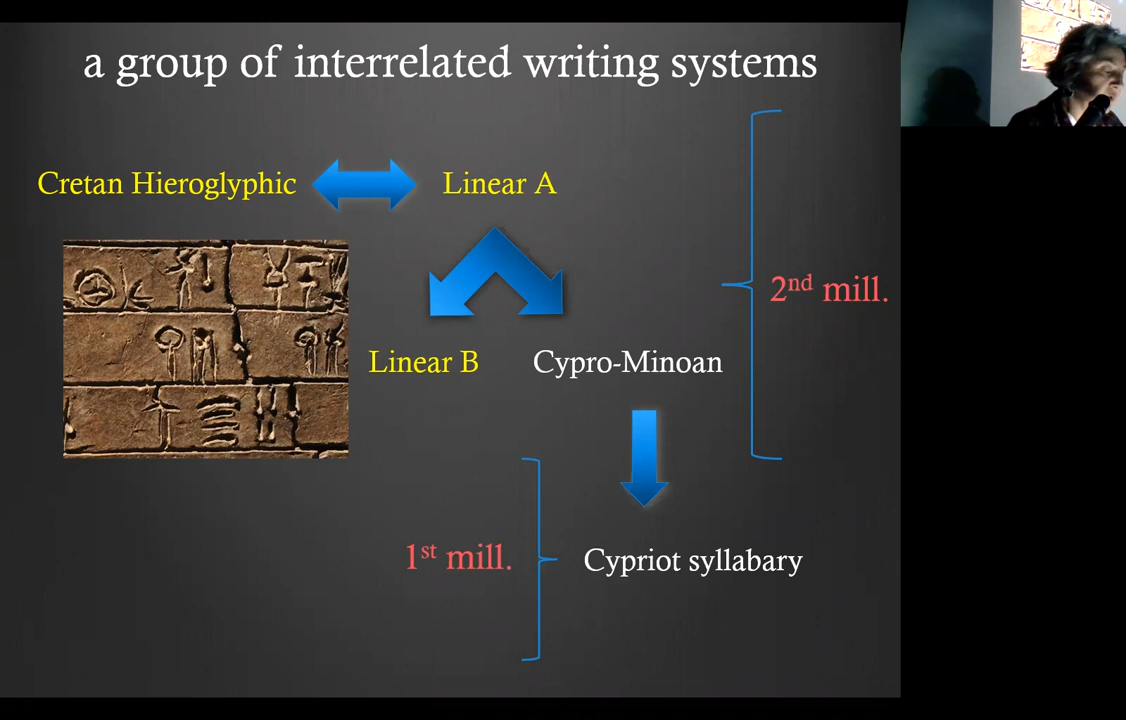 a group of interrelated writing systems
Cretan Hieroglyphic
Linear A
2nd mill.
Linear B
Cypro-Minoan
1st mill.
Cypriot syllabary